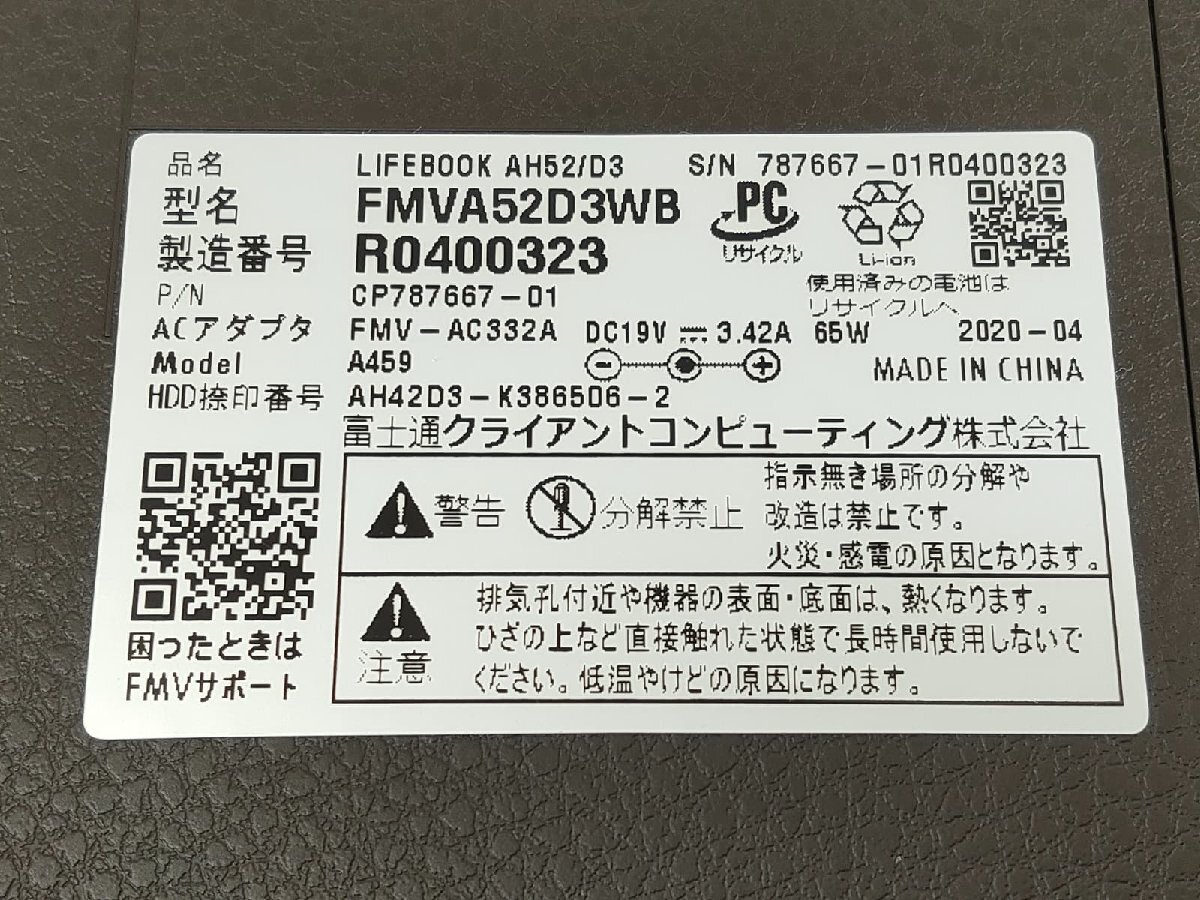 品名 LIFEBOOK AH52/D3 S/N 787667-01R0400323
型名 FMVA52D3WB
製造番号 R0400323
PC
リサイクル
Li-ion
使用済みの電池は
リサイクルへ
P/N CP787667-01
ACアダプタ FMV-AC332A DC19V 3.42A 65W 2020-04
Model A459
MADE IN CHINA
HDD捺印番号 AH42D3-K386506-2
富士通クライアントコンピューティング株式会社
警告 分解禁止
指示無き場所の分解や
改造は禁止です。
火災・感電の原因となります。
注意
排気孔付近や機器の表面・底面は、熱くなります。
ひざの上など直接触れた状態で長時間使用しないで
ください。低温やけどの原因になります。
困ったときは
FMVサポート